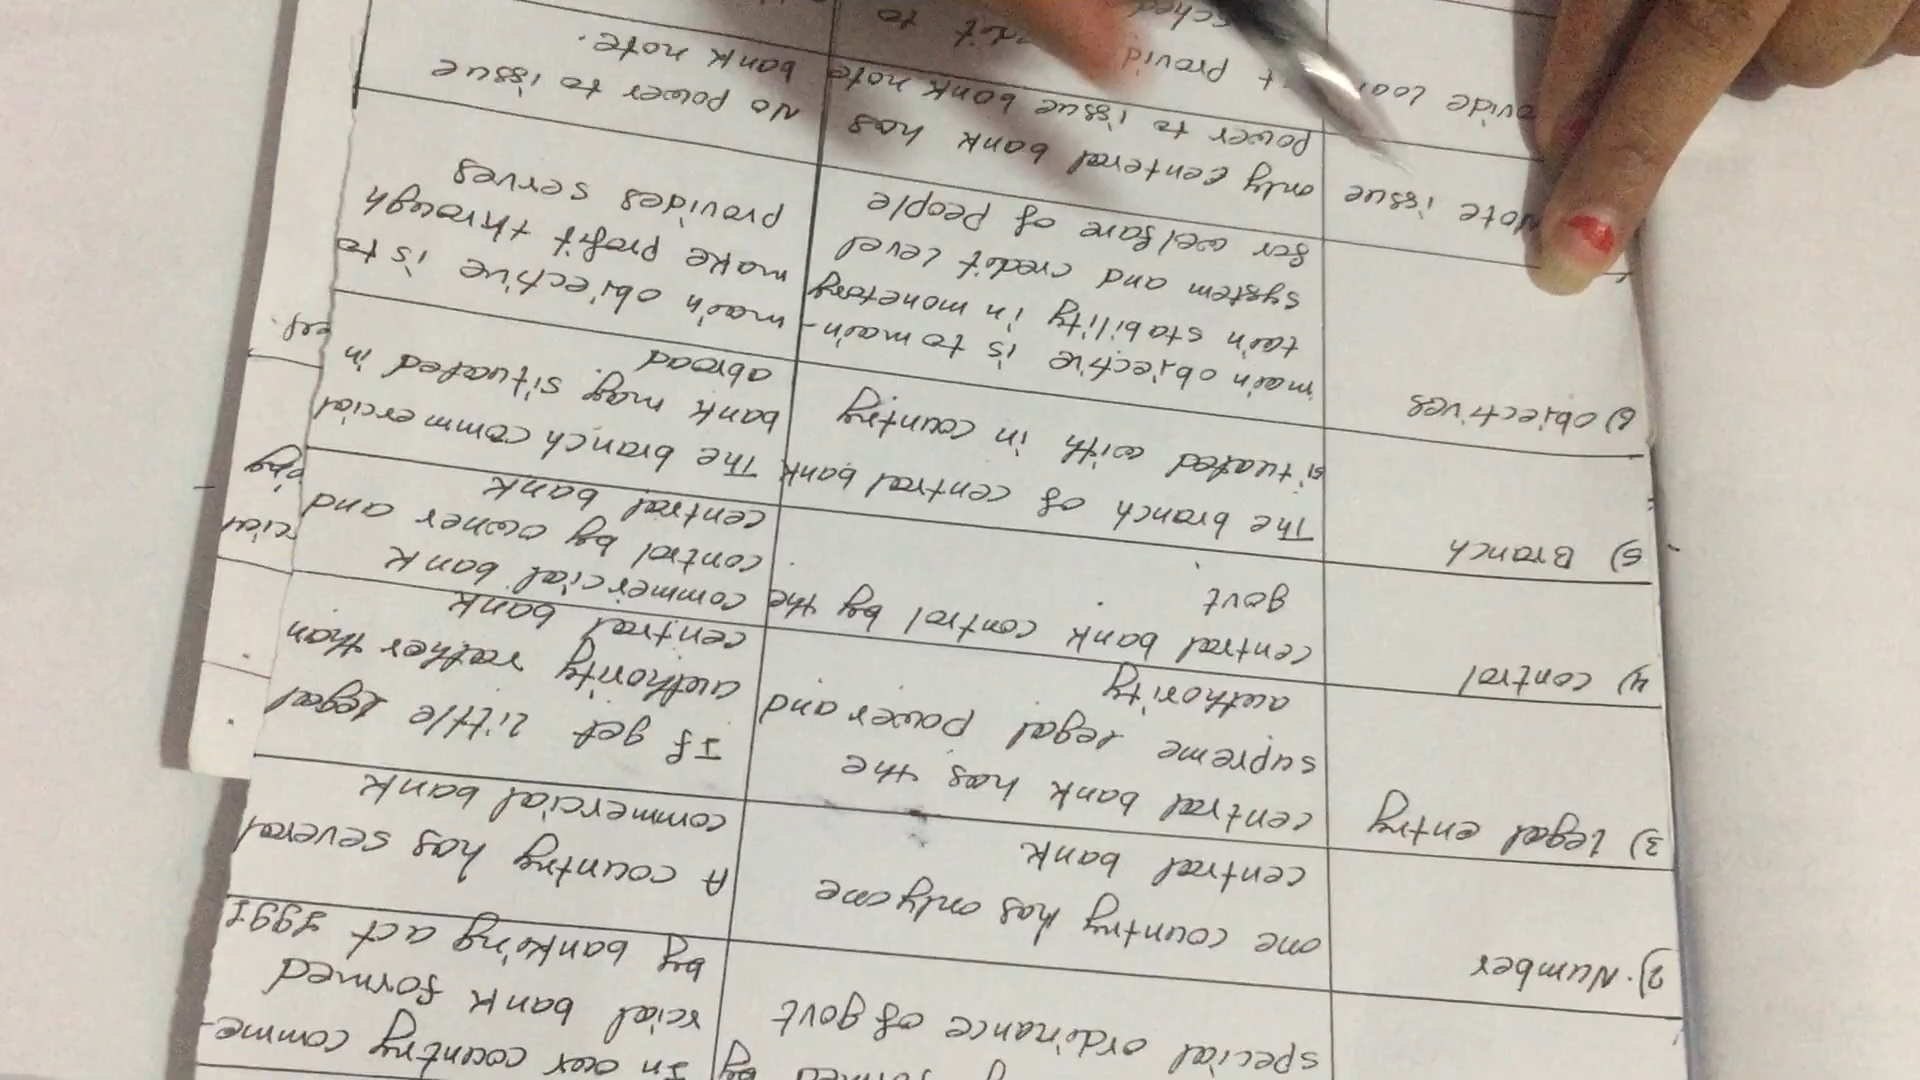 special ordinance of govt
In our country comme-
rcial bank formed
by banking act 1991
2). Number
one country has only one
central bank
A country has several
commercial bank
3) Legal entry
central bank has the
supreme legal power and
authority
If get little legal
authority rather than
central bank
4) control
central bank control by the
govt
commercial bank
control by owner and
central bank
5) Branch
The branch of central bank
situated with in country
The branch commercial
bank may situated in
abroad
6) objectives
main objective is to main-
tain stability in monetory
system and credit level
for welfare of people
main objective is to
make profit through
provides serves
Note issue
only Centeral bank has
power to issue bank note
No power to issue
bank note.